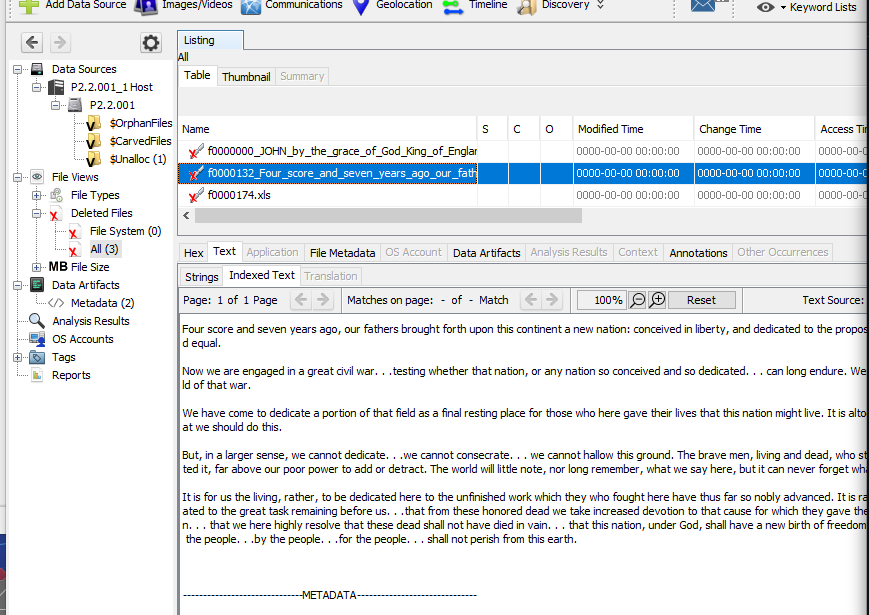 Add Data Source Images/Videos Communications Geolocation Timeline Discovery Keyword Lists
Listing
All
Table Thumbnail Summary
Data Sources
P2.2.001_1 Host
P2.2.001
$OrphanFiles
$CarvedFiles
$Unalloc (1)
File Views
File Types
Deleted Files
File System (0)
All (3)
MB File Size
Data Artifacts
Metadata (2)
Analysis Results
OS Accounts
Tags
Reports
Name S C O Modified Time Change Time Access Tim
f0000000_JOHN_by_the_grace_of_God_King_of_Englan 0000-00-00 00:00:00 0000-00-00 00:00:00 0000-00-0
f0000132_Four_score_and_seven_years_ago_our_fath 0000-00-00 00:00:00 0000-00-00 00:00:00 0000-00-0
f0000174.xls 0000-00-00 00:00:00 0000-00-00 00:00:00 0000-00-0
Hex Text Application File Metadata OS Account Data Artifacts Analysis Results Context Annotations Other Occurrences
Strings Indexed Text Translation
Page: 1 of 1 Page Matches on page: - of - Match 100% Reset Text Source:
Four score and seven years ago, our fathers brought forth upon this continent a new nation: conceived in liberty, and dedicated to the propos
d equal.
Now we are engaged in a great civil war. . .testing whether that nation, or any nation so conceived and so dedicated. . . can long endure. We
ld of that war.
We have come to dedicate a portion of that field as a final resting place for those who here gave their lives that this nation might live. It is alto
at we should do this.
But, in a larger sense, we cannot dedicate. . .we cannot consecrate. . . we cannot hallow this ground. The brave men, living and dead, who st
ted it, far above our poor power to add or detract. The world will little note, nor long remember, what we say here, but it can never forget wha
It is for us the living, rather, to be dedicated here to the unfinished work which they who fought here have thus far so nobly advanced. It is ra
ated to the great task remaining before us. . .that from these honored dead we take increased devotion to that cause for which they gave the
n. . . that we here highly resolve that these dead shall not have died in vain. . . that this nation, under God, shall have a new birth of freedom
the people. . .by the people. . .for the people. . . shall not perish from this earth.
------------------------------METADATA------------------------------